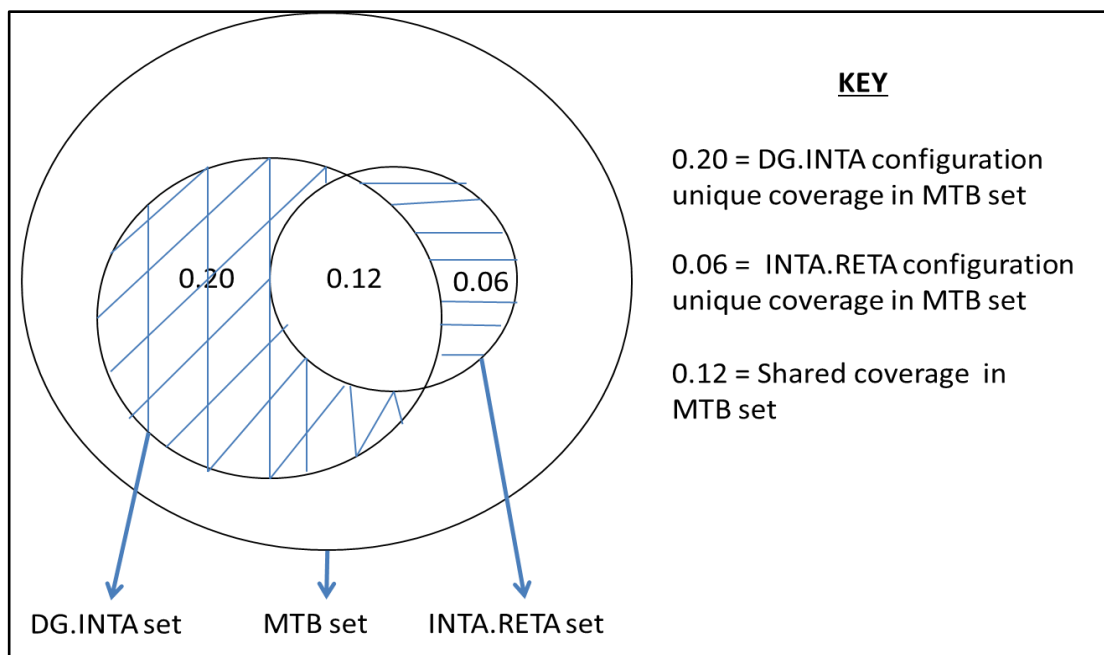 KEY
0.20 = DG.INTA configuration
unique coverage in MTB set
0.06 = INTA.RETA configuration
unique coverage in MTB set
0.12 = Shared coverage in
MTB set
0.20
0.12
0.06
DG.INTA set
MTB set
INTA.RETA set